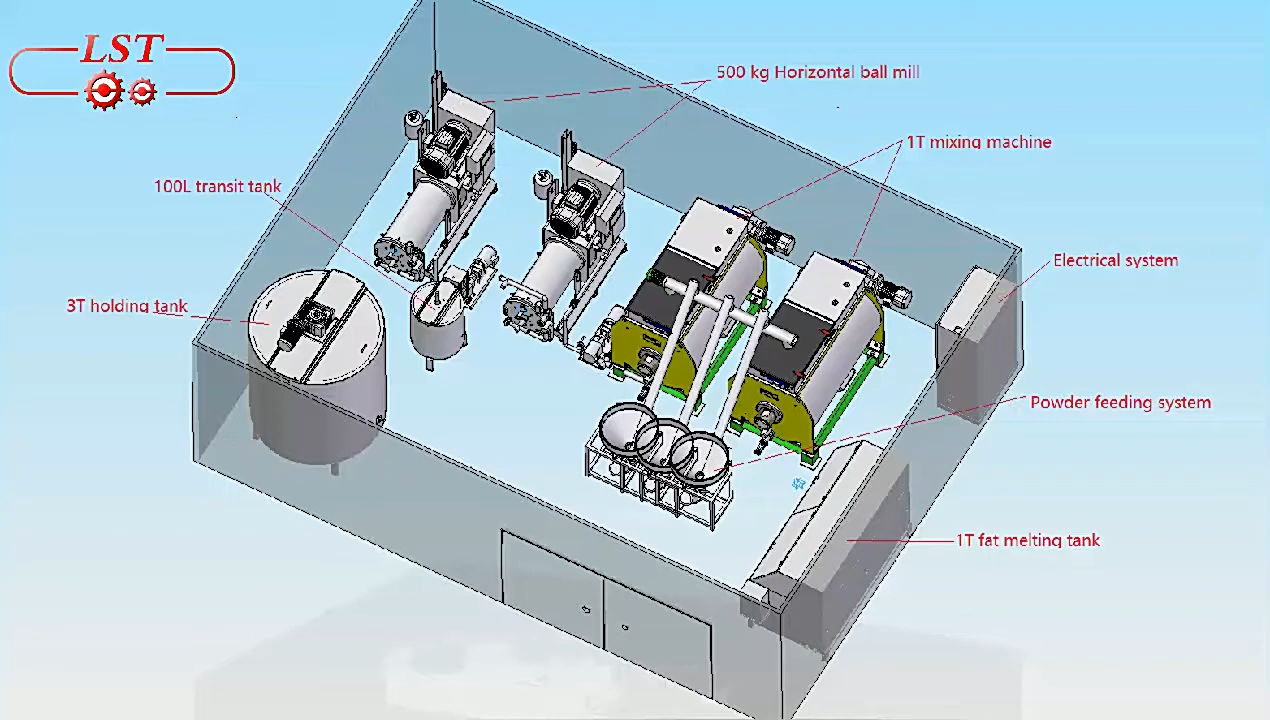 LST
500 kg Horizontal ball mill
1T mixing machine
100L transit tank
Electrical system
3T holding tank
Powder feeding system
1T fat melting tank